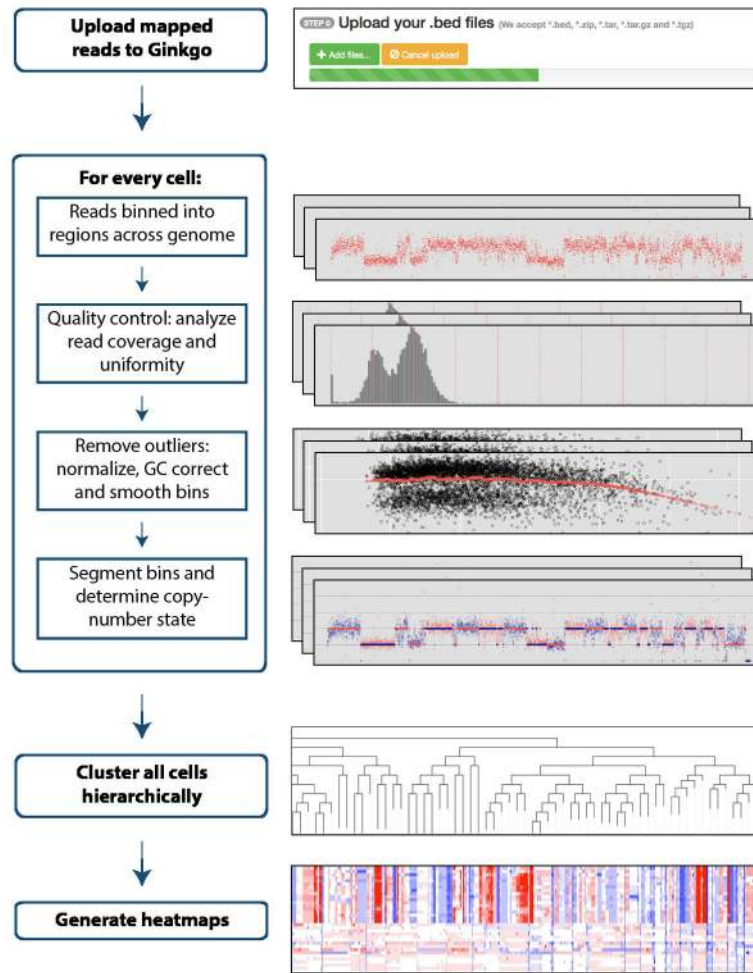 Upload mapped
reads to Ginkgo
STEP 0 Upload your .bed files (We accept *.bed, *.zip, *.tar, *.tar.gz and *.tgz)
+ Add files... Cancel upload
For every cell:
Reads binned into
regions across genome
Quality control: analyze
read coverage and
uniformity
Remove outliers:
normalize, GC correct
and smooth bins
Segment bins and
determine copy-
number state
Cluster all cells
hierarchically
Generate heatmaps